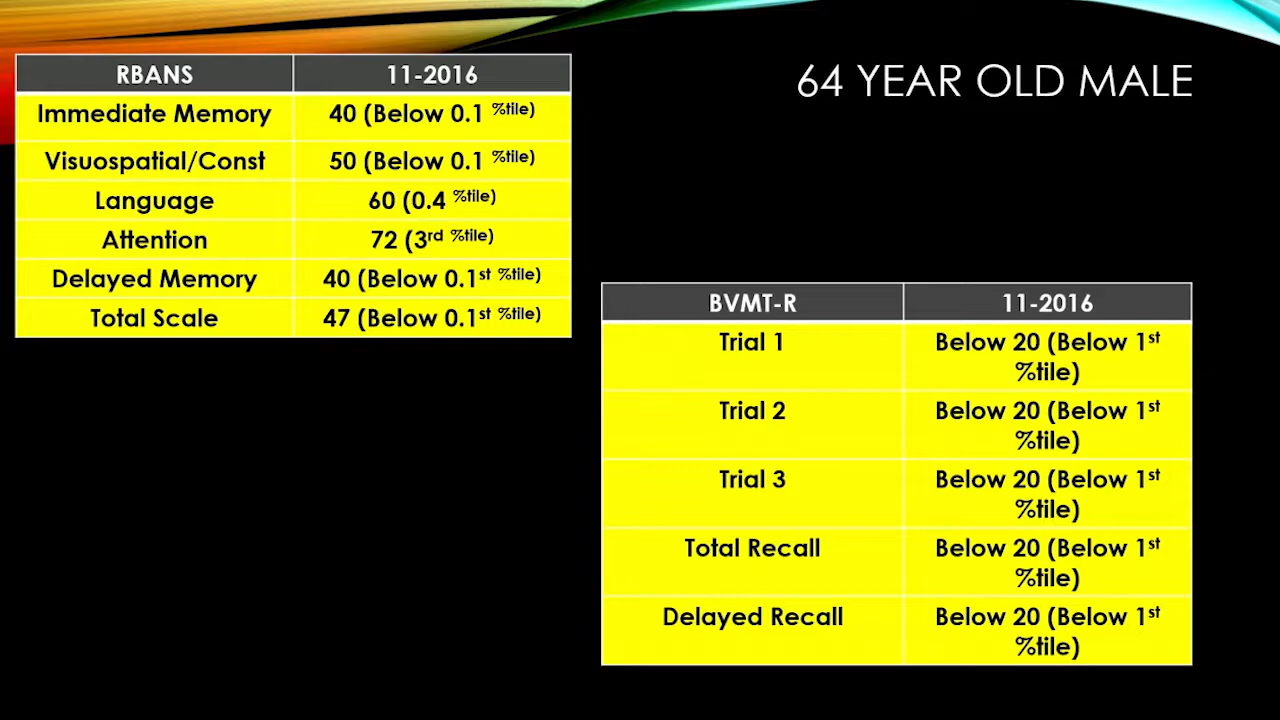 64 YEAR OLD MALE
RBANS 11-2016
Immediate Memory 40 (Below 0.1 %tile)
Visuospatial/Const 50 (Below 0.1 %tile)
Language 60 (0.4 %tile)
Attention 72 (3rd %tile)
Delayed Memory 40 (Below 0.1st %tile)
Total Scale 47 (Below 0.1st %tile)
BVMT-R 11-2016
Trial 1 Below 20 (Below 1st
%tile)
Trial 2 Below 20 (Below 1st
%tile)
Trial 3 Below 20 (Below 1st
%tile)
Total Recall Below 20 (Below 1st
%tile)
Delayed Recall Below 20 (Below 1st
%tile)